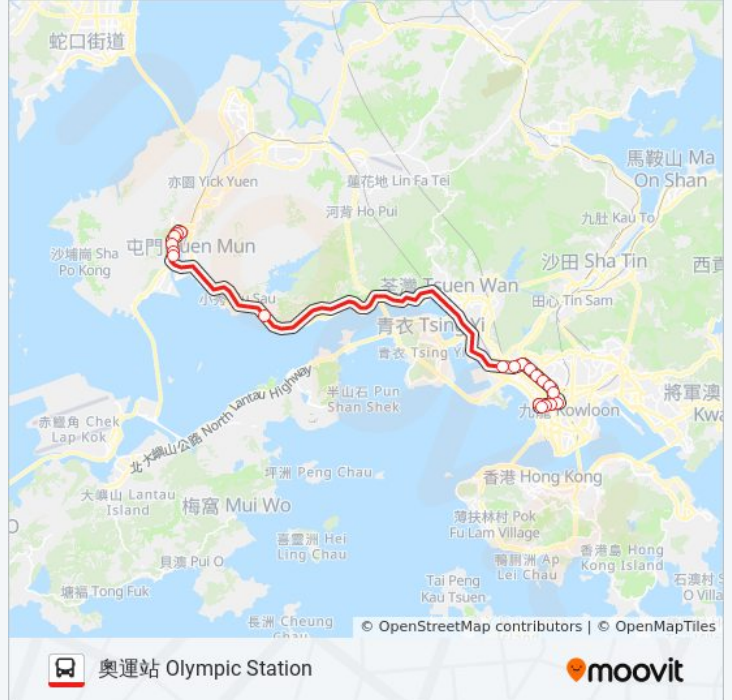 蛇口街道
馬鞍山 Ma
On Shan
亦園 Yick Yuen
蓮花地 Lin Fa Tei
河背 Ho Pui
九肚 Kau To
屯門 Tuen Mun
沙埔崗 Sha
Po Kong
沙田 Sha Tin
西貢
荃灣 Tsuen Wan
小秀 Sau
田心 Tin Sam
青衣 Tsing Yi
青衣 Tsing Yi
半山石 Pun
Shan Shek
將軍澳
Kwa
北大嶼山公路 North Lantau Highway
赤鱲角 Chek
Lap Kok
九龍 Kowloon
坪洲 Peng Chau
香港 Hong Kong
大嶼山 Lantau
Island
梅窩 Mui Wo
薄扶林村 Pok
Fu Lam Village
喜靈洲 Hei
Ling Chau
鴨脷洲 Ap
Lei Chau
香港島 Hong
Kong Island
貝澳 Pui O
塘福 Tong Fuk
Tai Peng
Kau Tsuen
石澳村 S
O Villa
長洲 Cheung
Chau
© OpenStreetMap contributors | © OpenMapTiles
奧運站 Olympic Station
moovit